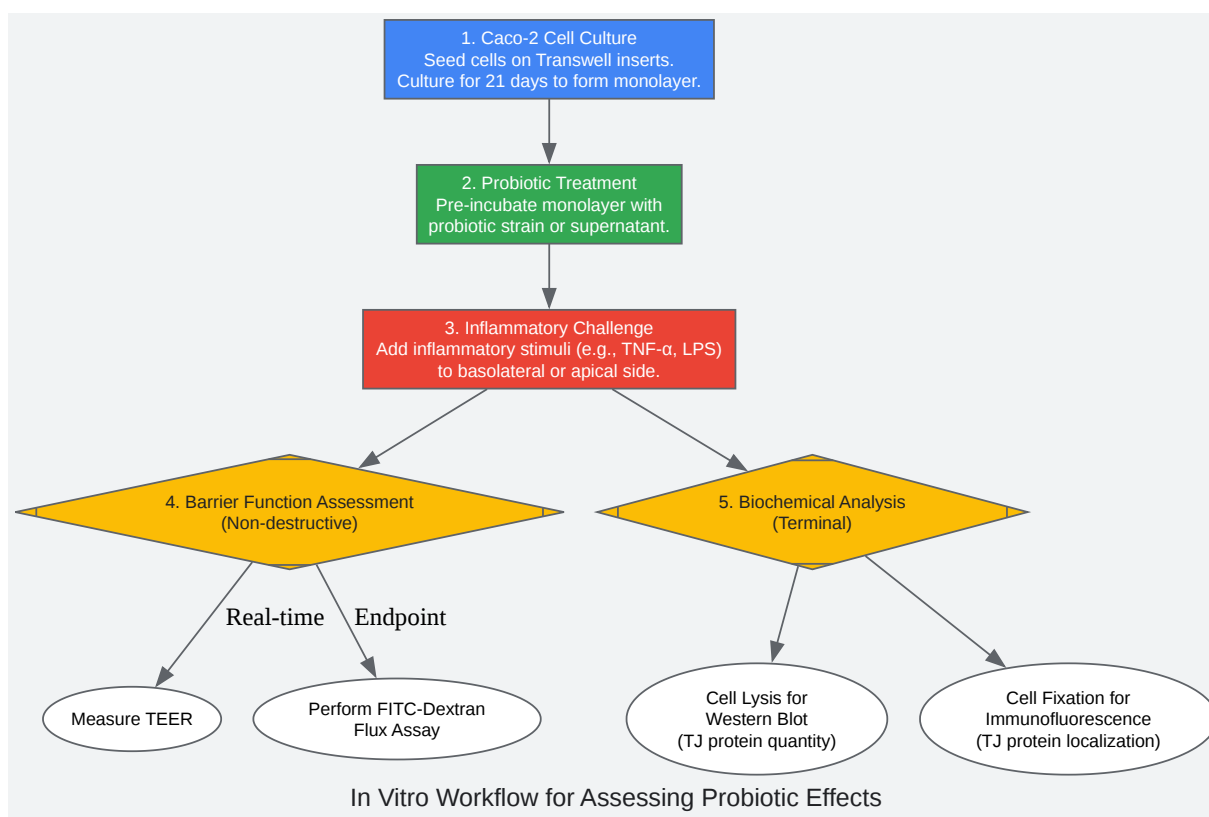 1. Caco-2 Cell Culture
Seed cells on Transwell inserts.
Culture for 21 days to form monolayer.
2. Probiotic Treatment
Pre-incubate monolayer with
probiotic strain or supernatant.
3. Inflammatory Challenge
Add inflammatory stimuli (e.g., TNF-α, LPS)
to basolateral or apical side.
4. Barrier Function Assessment
(Non-destructive)
5. Biochemical Analysis
(Terminal)
Real-time
Endpoint
Measure TEER
Perform FITC-Dextran
Flux Assay
Cell Lysis for
Western Blot
(TJ protein quantity)
Cell Fixation for
Immunofluorescence
(TJ protein localization)
In Vitro Workflow for Assessing Probiotic Effects